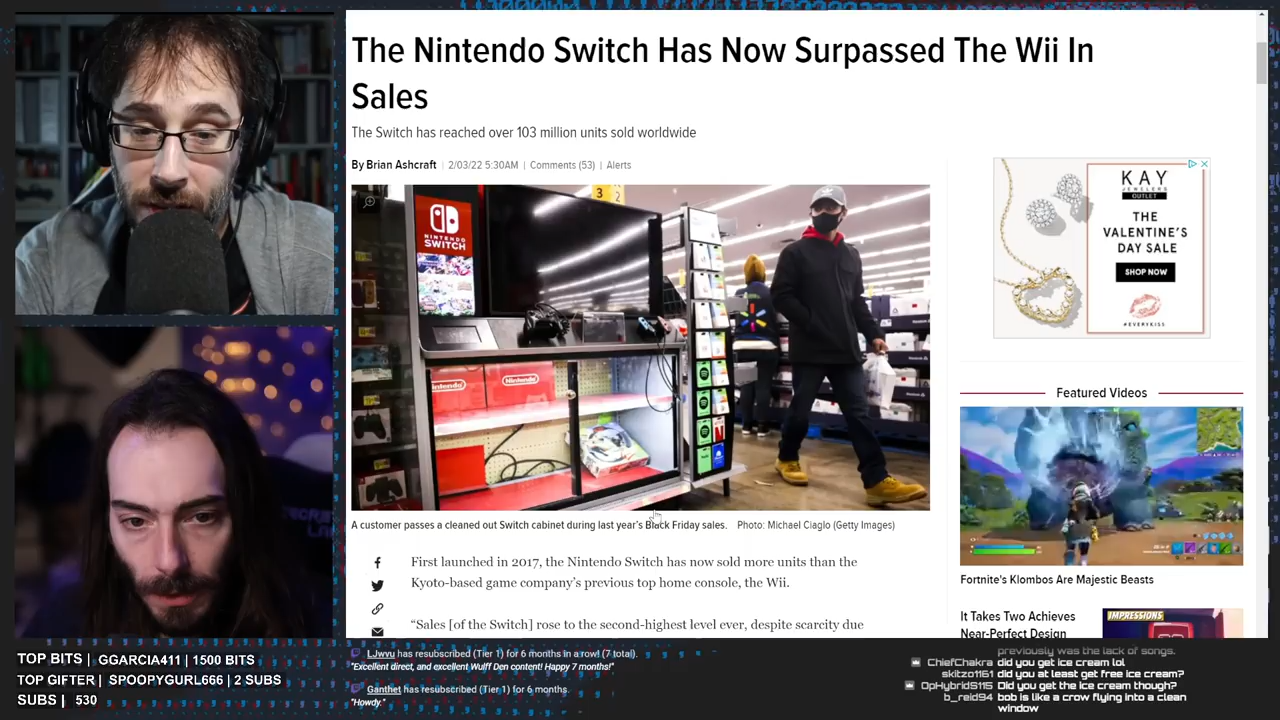 The Nintendo Switch Has Now Surpassed The Wii In
Sales
The Switch has reached over 103 million units sold worldwide
By Brian Ashcraft | 2/03/22 5:30AM | Comments (53) | Alerts
NINTENDO
SWITCH
3
Nintendo
Nintendo
A customer passes a cleaned out Switch cabinet during last year's Black Friday sales. Photo: Michael Ciaglo (Getty Images)
First launched in 2017, the Nintendo Switch has now sold more units than the
Kyoto-based game company's previous top home console, the Wii.
“Sales [of the Switch] rose to the second-highest level ever, despite scarcity due
KAY
JEWELERS
OUTLET
THE
VALENTINE'S
DAY SALE
SHOP NOW
#EVERYKISS
Featured Videos
Fortnite's Klombos Are Majestic Beasts
It Takes Two Achieves
Near-Perfect Design
IMPRESSIONS
TOP BITS | GGARCIA411 | 1500 BITS
TOP GIFTER | SPOOPYGURL666 | 2 SUBS
SUBS | 530
LJwvu has resubscribed (Tier 1) for 6 months in a row! (7 total).
"Excellent direct, and excellent Wulff Den content! Happy 7 months!"
Ganthet has resubscribed (Tier 1) for 6 months.
"Howdy."
previously was the lack of songs.
ChiefChakra did you get ice cream lol
skitzo1161 did you at least get free ice cream?
OpHybridS115 Did you get the ice cream though?
b_reid94 bob is like a crow flying into a clean
window